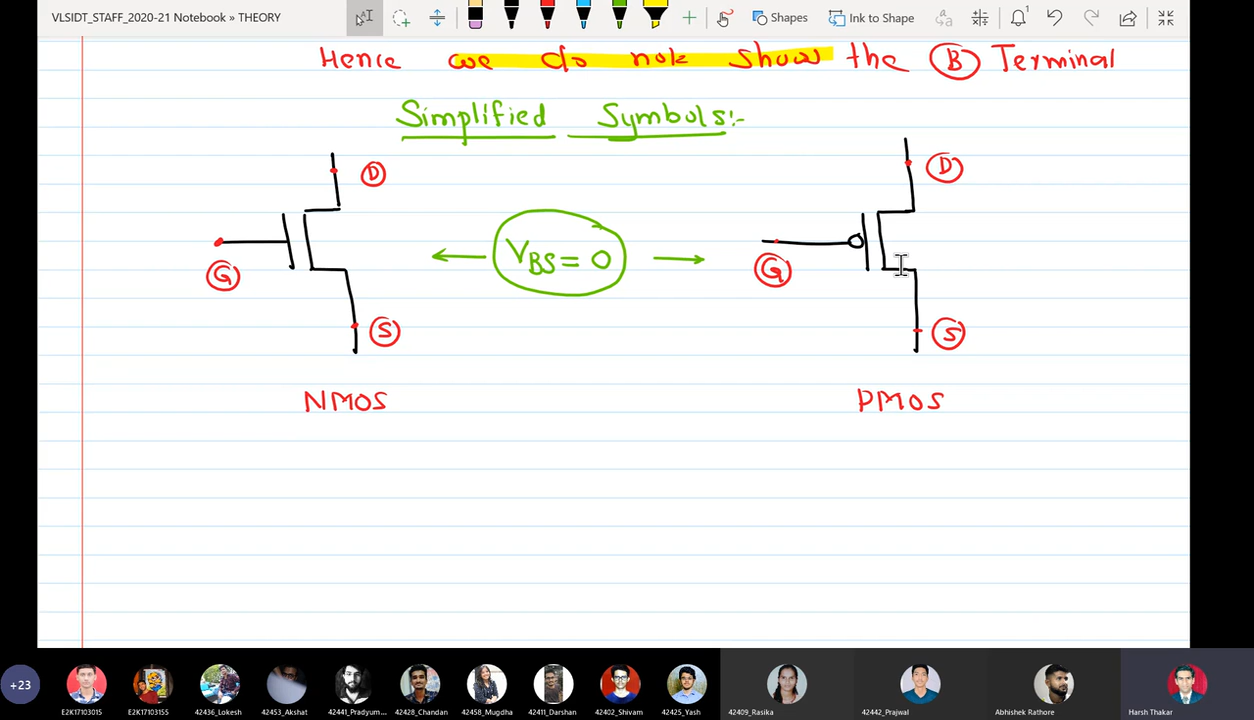 VLSIDT_STAFF_2020-21 Notebook » THEORY
Shapes
Ink to Shape
Hence we do not show the B Terminal
Simplified Symbols:-
D
D
G
VBS = 0
G
S
S
NMOS
PMOS
+23
E2K17103015
E2K17103155
42436_Lokesh
42453_Akshat
42441_Pradyum...
42428_Chandan
42458_Mugdha
42411_Darshan
42402_Shivam
42425_Yash
42409_Rasika
42442_Prajwal
Abhishek Rathore
Harsh Thakar